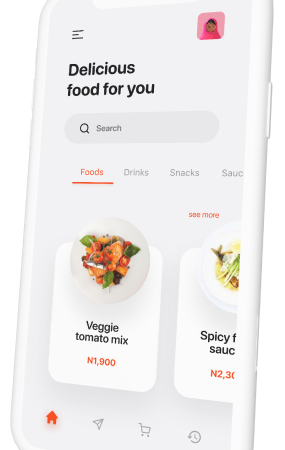 Delicious
food for you
Search
Foods Drinks Snacks Sauc
see more
Veggie
tomato mix
N1,900
Spicy f
sauc
N2,30